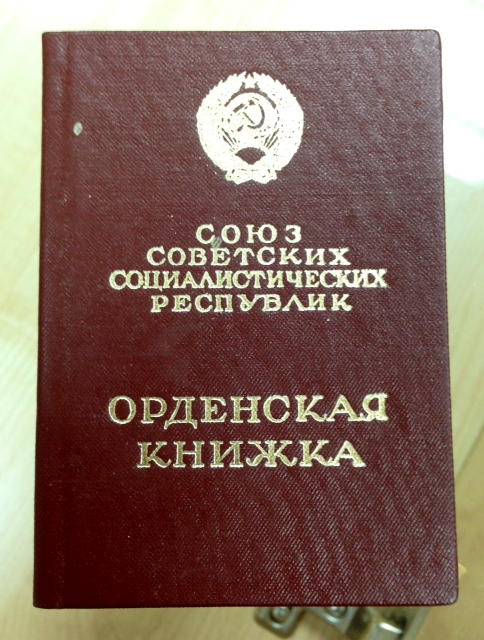 СОЮЗ
СОВЕТСКИХ
СОЦИАЛИСТИЧЕСКИХ
РЕСПУБЛИК
ОРДЕНСКАЯ
КНИЖКА